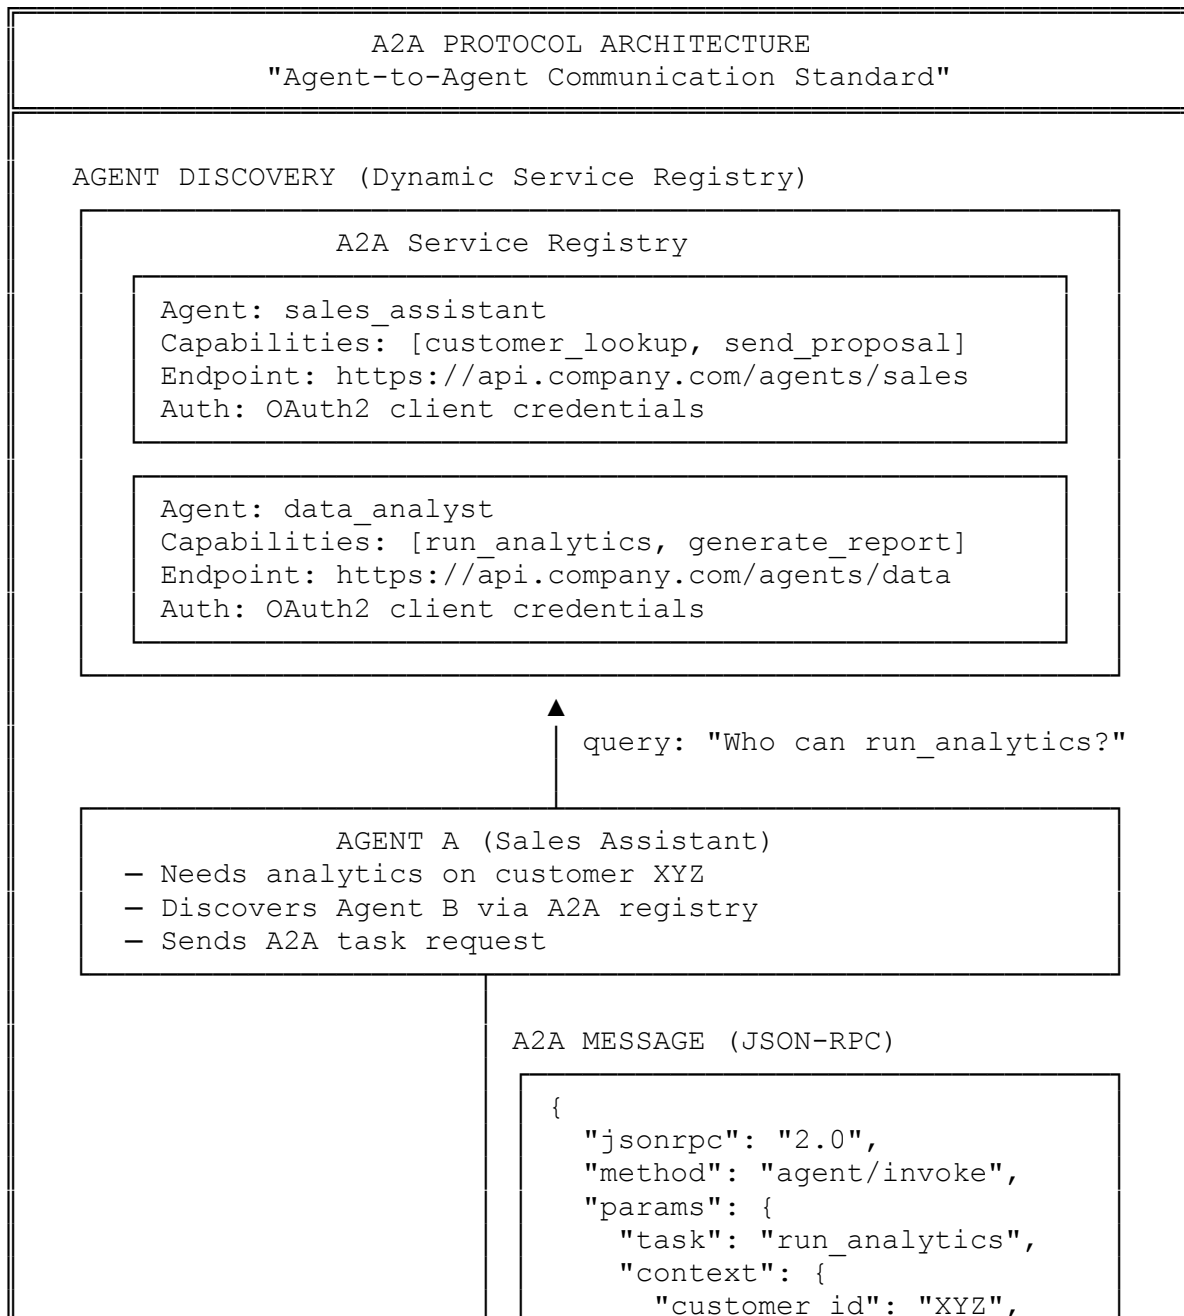 A2A PROTOCOL ARCHITECTURE
"Agent-to-Agent Communication Standard"
AGENT DISCOVERY (Dynamic Service Registry)
A2A Service Registry
Agent: sales_assistant
Capabilities: [customer_lookup, send_proposal]
Endpoint: https://api.company.com/agents/sales
Auth: OAuth2 client credentials
Agent: data_analyst
Capabilities: [run_analytics, generate_report]
Endpoint: https://api.company.com/agents/data
Auth: OAuth2 client credentials
query: "Who can run_analytics?"
AGENT A (Sales Assistant)
─ Needs analytics on customer XYZ
─ Discovers Agent B via A2A registry
─ Sends A2A task request
A2A MESSAGE (JSON-RPC)
{
"jsonrpc": "2.0",
"method": "agent/invoke",
"params": {
"task": "run_analytics",
"context": {
"customer_id": "XYZ",